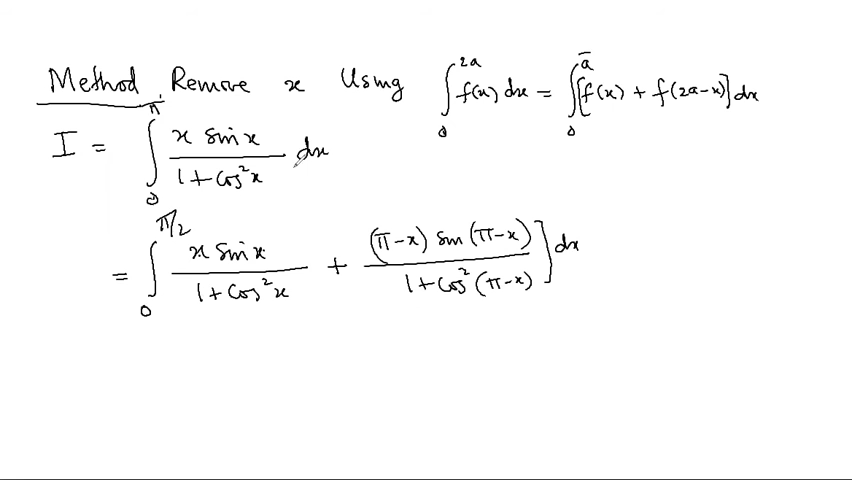 Method. Remove x Using ∫₀^{2a} f(x) dx = ∫₀^{a} [f(x) + f(2a-x)] dx
I = ∫₀^{π} (x sin x)/(1 + cos²x) dx
= ∫₀^{π/2} (x sin x)/(1 + cos²x) + ((π-x) sin(π-x))/(1 + cos²(π-x))] dx